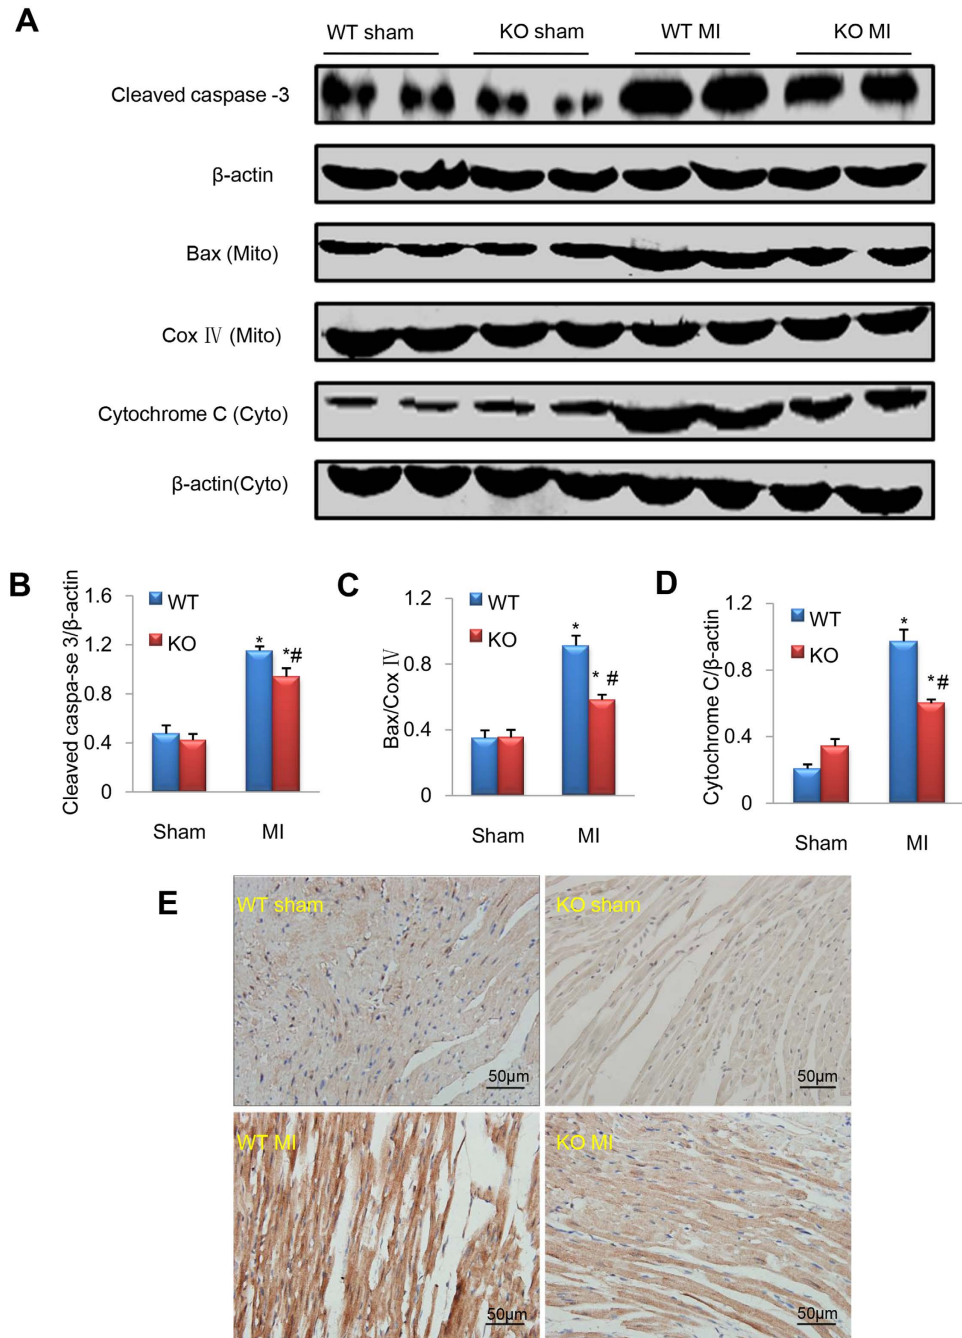 A
WT sham
KO sham
WT MI
KO MI
Cleaved caspase -3
β-actin
Bax (Mito)
Cox Ⅳ (Mito)
Cytochrome C (Cyto)
β-actin(Cyto)
B
Cleaved caspa-se 3/β-actin
1.6
1.2
0.8
0.4
0
WT
KO
*
*#
Sham
MI
C
Bax/Cox Ⅳ
1.2
0.8
0.4
0
WT
KO
*
* #
Sham
MI
D
Cytochrome C/β-actin
1.2
0.8
0.4
0
WT
KO
*
*#
Sham
MI
E
WT sham
50µm
KO sham
50µm
WT MI
50µm
KO MI
50µm